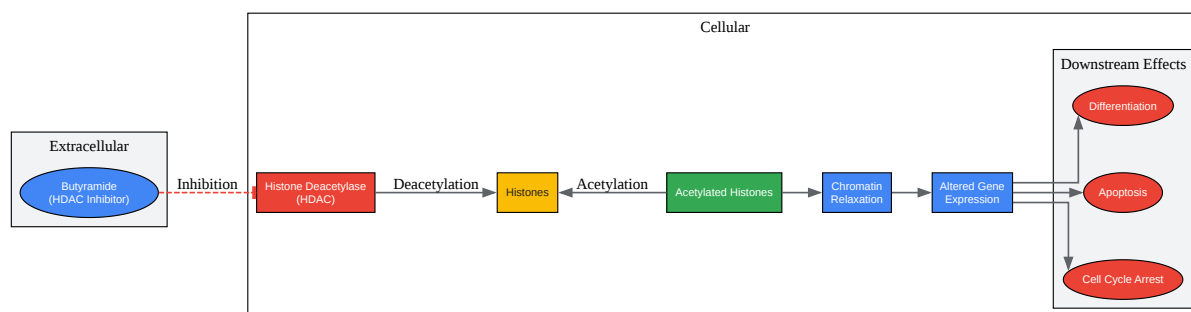 Cellular
Downstream Effects
Differentiation
Extracellular
Butyramide
(HDAC Inhibitor)
Inhibition
Histone Deacetylase
(HDAC)
Deacetylation
Histones
Acetylation
Acetylated Histones
Chromatin
Relaxation
Altered Gene
Expression
Apoptosis
Cell Cycle Arrest